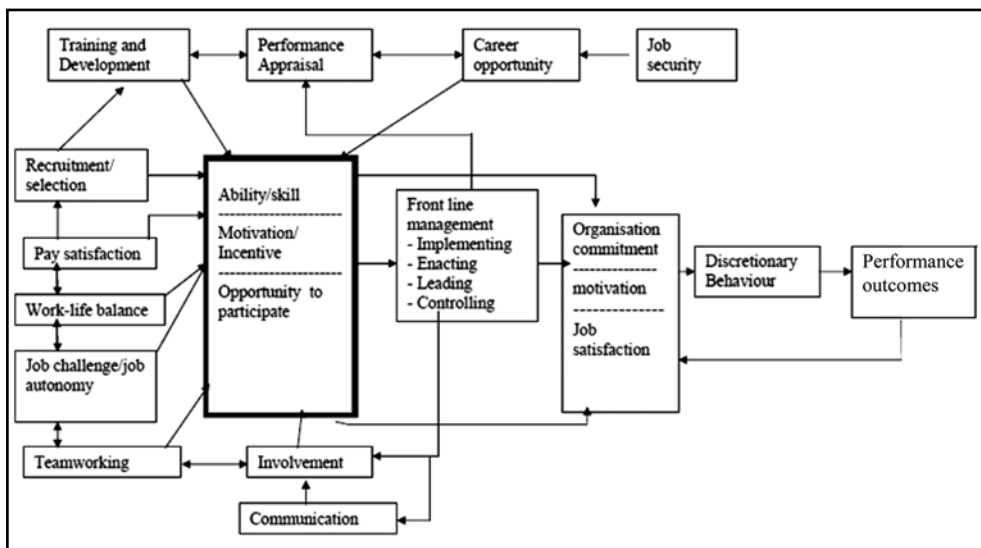 Training and
Development
Performance
Appraisal
Career
opportunity
Job
security
Recruitment/
selection
Pay satisfaction
Work-life balance
Job challenge/job
autonomy
Teamworking
Ability/skill
Motivation/
Incentive
Opportunity to
participate
Involvement
Communication
Front line
management
- Implementing
- Enacting
- Leading
- Controlling
Organisation
commitment
motivation
Job
satisfaction
Discretionary
Behaviour
Performance
outcomes